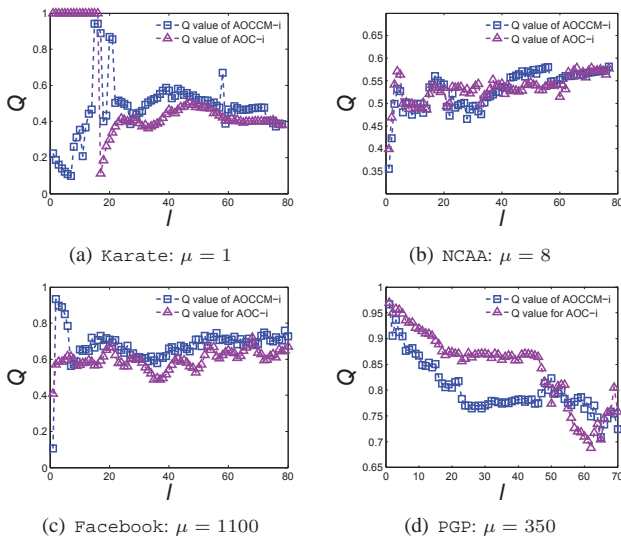 Q value of AOCCM-i
Q value of AOC-i
1
0.8
0.6
0.4
0.2
0
Q
0 20 40 60 80
l
(a) Karate: μ = 1
Q value of AOCCM-i
Q value of AOC-i
0.65
0.6
0.55
0.5
0.45
0.4
0.35
Q
0 20 40 60 80
l
(b) NCAA: μ = 8
Q value of AOCCM-i
Q value for AOC-i
1
0.8
0.6
0.4
0.2
0
Q
0 20 40 60 80
l
(c) Facebook: μ = 1100
Q value of AOCCM-i
Q value for AOC-i
1
0.95
0.9
0.85
0.8
0.75
0.7
0.65
Q
0 10 20 30 40 50 60 70
l
(d) PGP: μ = 350